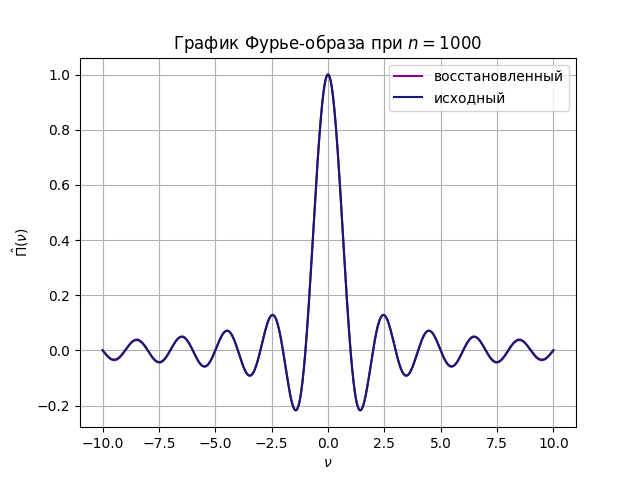 График Фурье-образа при n = 1000
восстановленный
исходный
1.0
0.8
0.6
0.4
0.2
0.0
−0.2
Π̂(ν)
−10.0 −7.5 −5.0 −2.5 0.0 2.5 5.0 7.5 10.0
ν